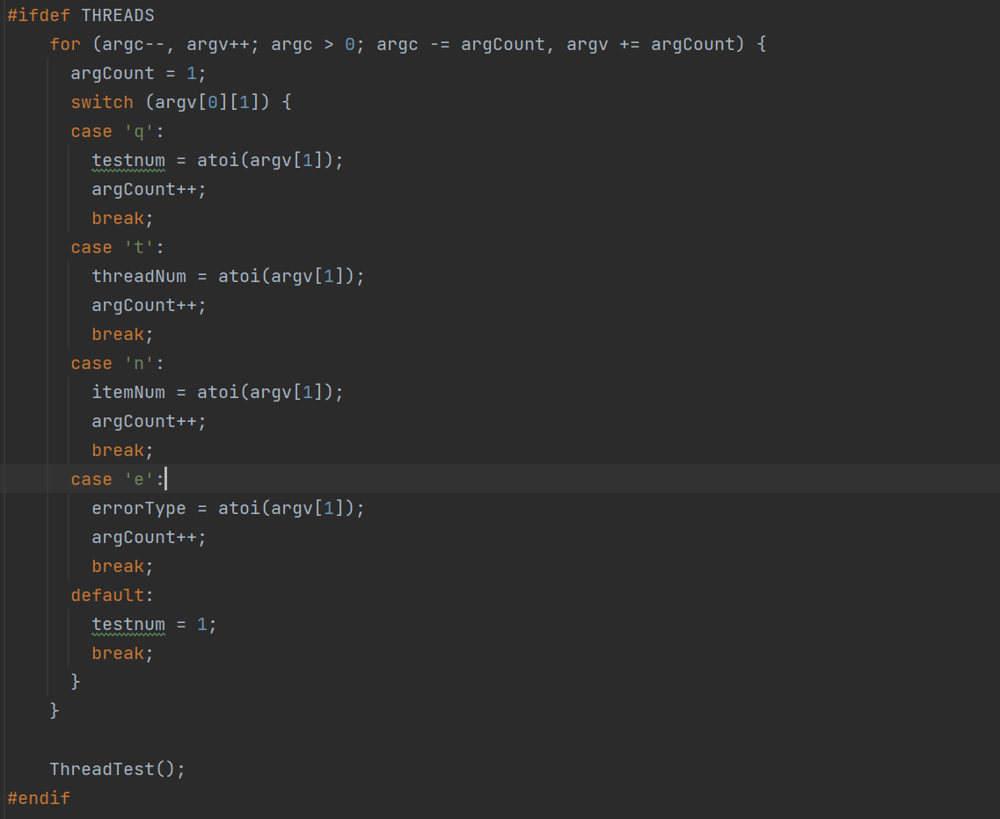 #ifdef THREADS
    for (argc--, argv++; argc > 0; argc -= argCount, argv += argCount) {
      argCount = 1;
      switch (argv[0][1]) {
      case 'q':
        testnum = atoi(argv[1]);
        argCount++;
        break;
      case 't':
        threadNum = atoi(argv[1]);
        argCount++;
        break;
      case 'n':
        itemNum = atoi(argv[1]);
        argCount++;
        break;
      case 'e':
        errorType = atoi(argv[1]);
        argCount++;
        break;
      default:
        testnum = 1;
        break;
      }
    }

    ThreadTest();
#endif